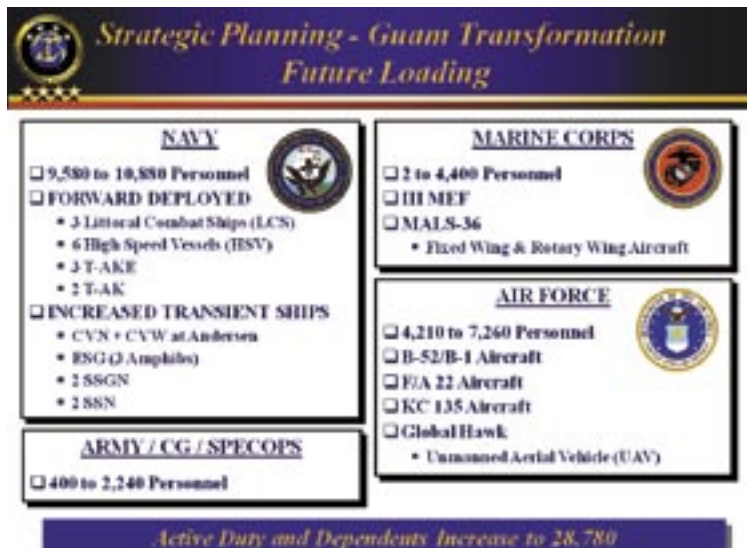 Strategic Planning - Guam Transformation
Future Loading
NAVY
9,580 to 10,880 Personnel
FORWARD DEPLOYED
• 3 Littoral Combat Ships (LCS)
• 6 High Speed Vessels (HSV)
• 3 T-AKE
• 2 T-AK
INCREASED TRANSIENT SHIPS
• CVN + CVW at Andersen
• ESG (3 Amphibs)
• 2 SSGN
• 2 SSN
ARMY / CG / SPECOPS
400 to 2,240 Personnel
MARINE CORPS
2 to 4,400 Personnel
III MEF
MALS-36
• Fixed Wing & Rotary Wing Aircraft
AIR FORCE
4,210 to 7,260 Personnel
B-52/B-1 Aircraft
F/A 22 Aircraft
KC 135 Aircraft
Global Hawk
• Unmanned Aerial Vehicle (UAV)
Active Duty and Dependents Increase to 28,780